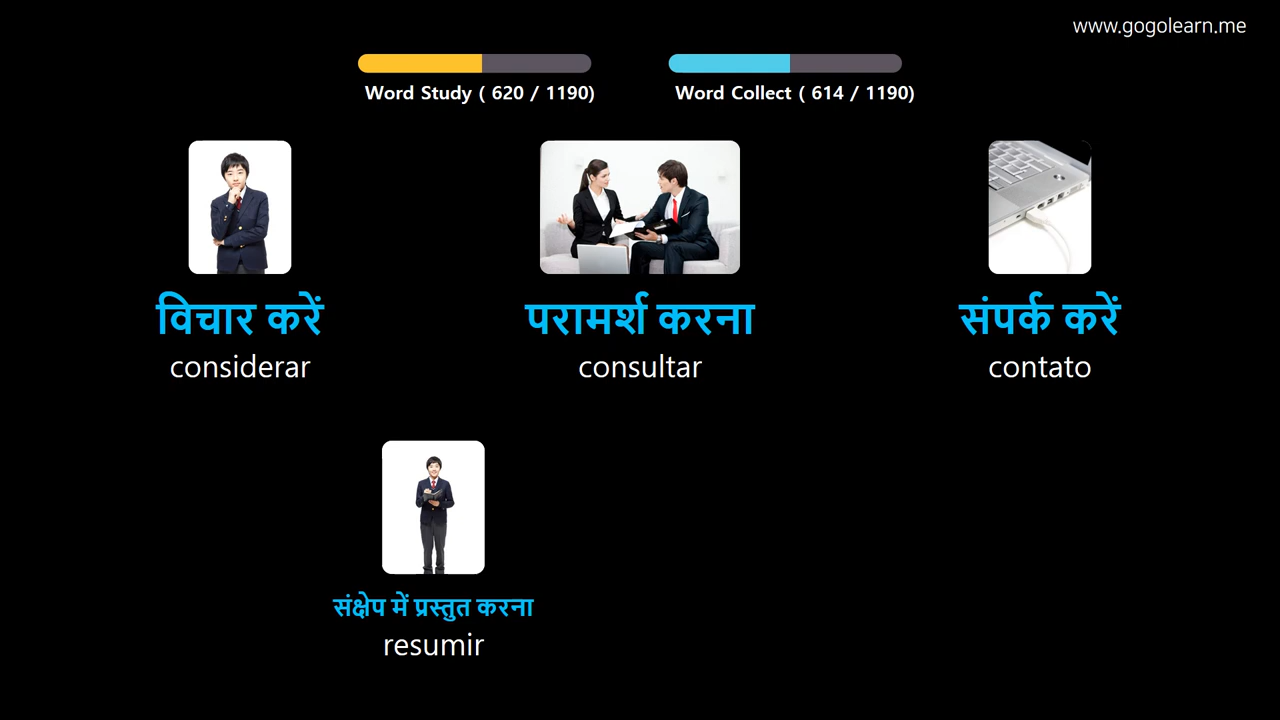 www.gogolearn.me
Word Study ( 620 / 1190)
Word Collect ( 614 / 1190)
विचार करें
considerar
परामर्श करना
consultar
संपर्क करें
contato
संक्षेप में प्रस्तुत करना
resumir